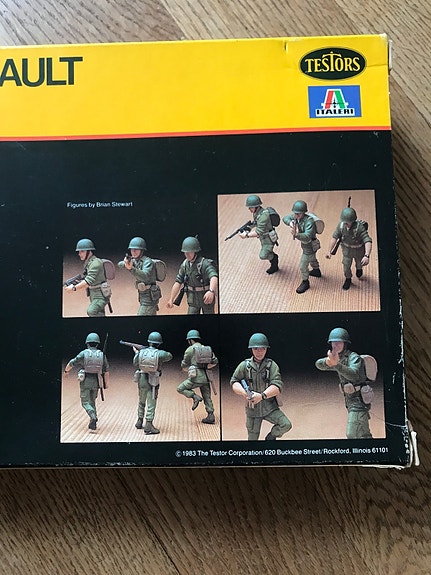 AULT
TESTORS
ITALERI
Figures by Brian Stewart
© 1983 The Testor Corporation/620 Buckbee Street/Rockford, Illinois 61101